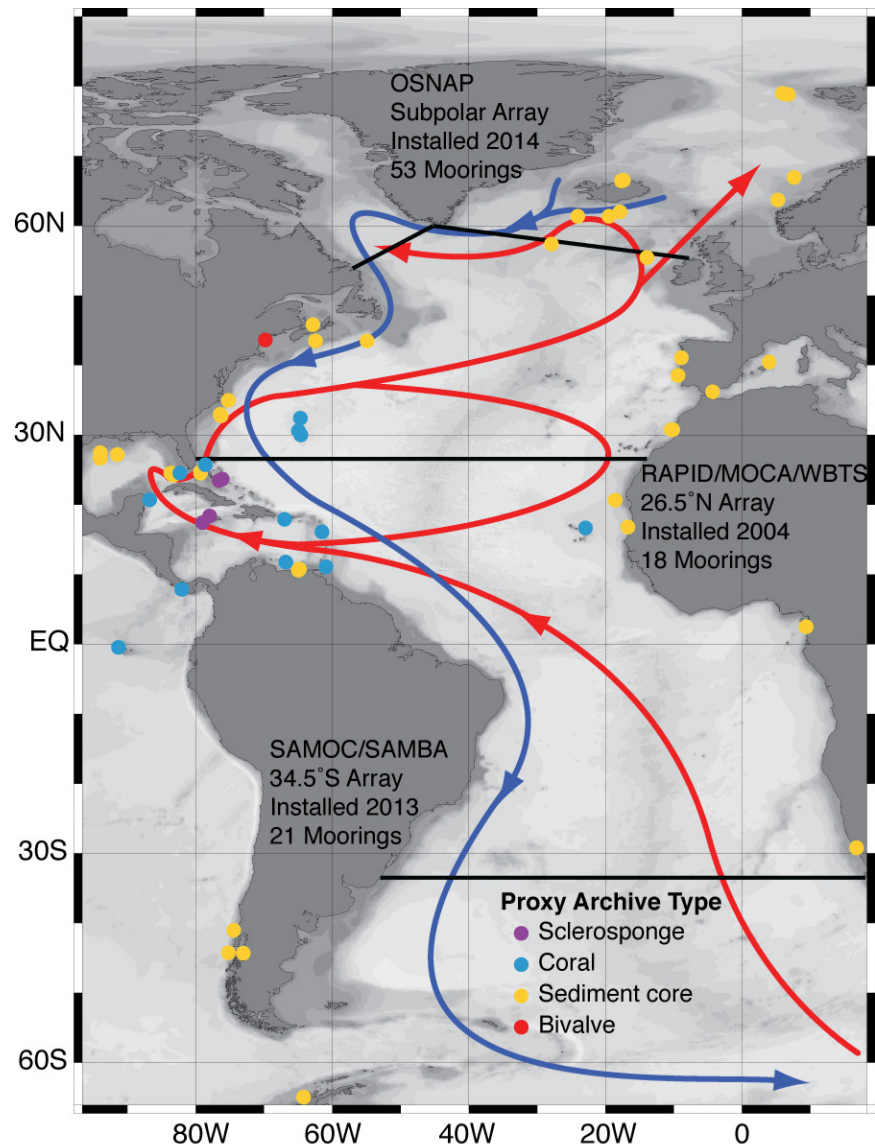 OSNAP
Subpolar Array
Installed 2014
53 Moorings
60N
30N
RAPID/MOCA/WBTS
26.5˚N Array
Installed 2004
18 Moorings
EQ
SAMOC/SAMBA
34.5˚S Array
Installed 2013
21 Moorings
30S
Proxy Archive Type
Sclerosponge
Coral
Sediment core
Bivalve
60S
80W 60W 40W 20W 0